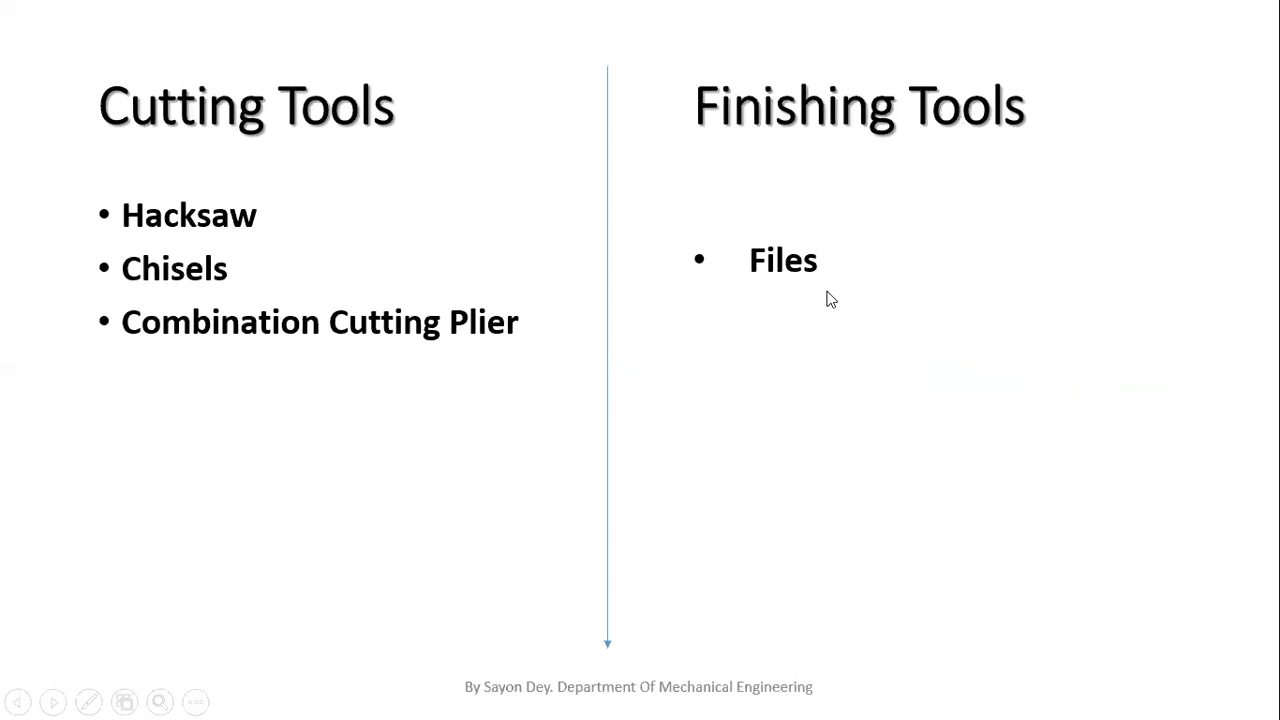 Cutting Tools
• Hacksaw
• Chisels
• Combination Cutting Plier
Finishing Tools
• Files
By Sayon Dey. Department Of Mechanical Engineering